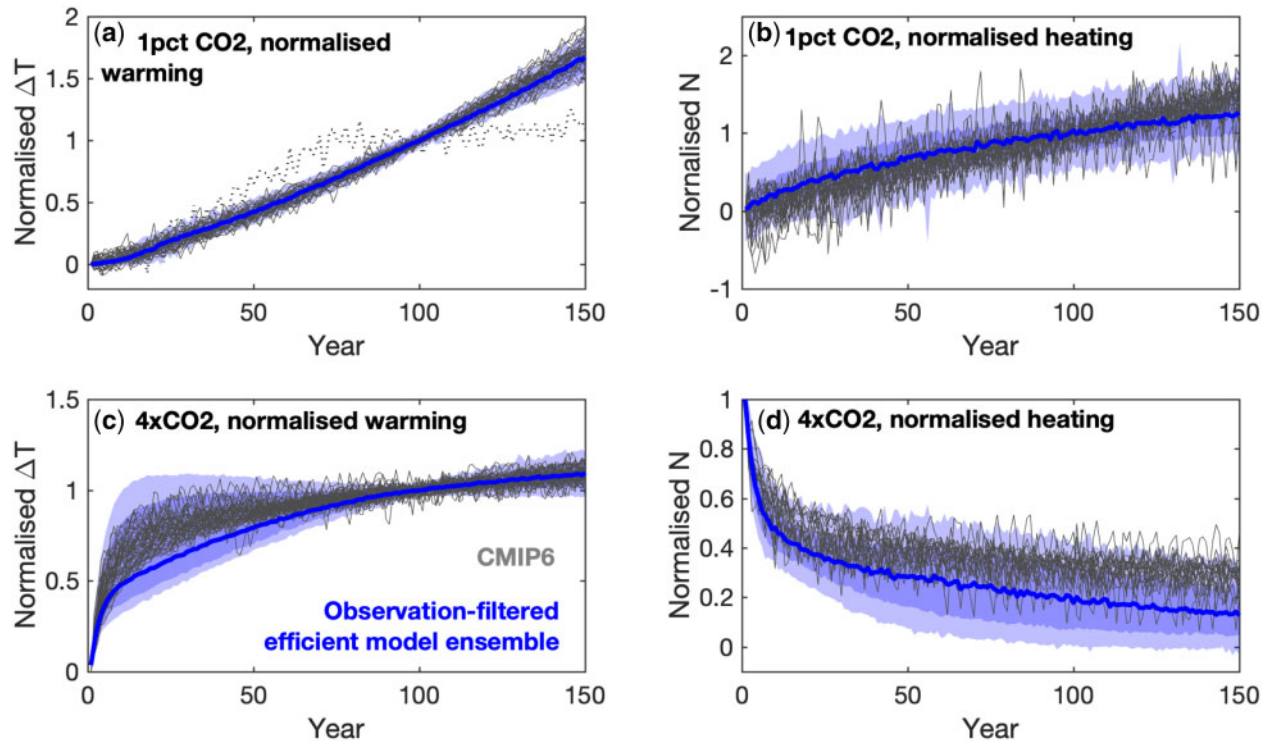 (a) 1pct CO2, normalised
warming
Normalised ΔT
2
1.5
1
0.5
0
0 50 100 150
Year
(b) 1pct CO2, normalised heating
Normalised N
2
1
0
-1
0 50 100 150
Year
(c) 4xCO2, normalised warming
Normalised ΔT
1.5
1
0.5
0
CMIP6
Observation-filtered
efficient model ensemble
0 50 100 150
Year
(d) 4xCO2, normalised heating
Normalised N
1
0.8
0.6
0.4
0.2
0
0 50 100 150
Year